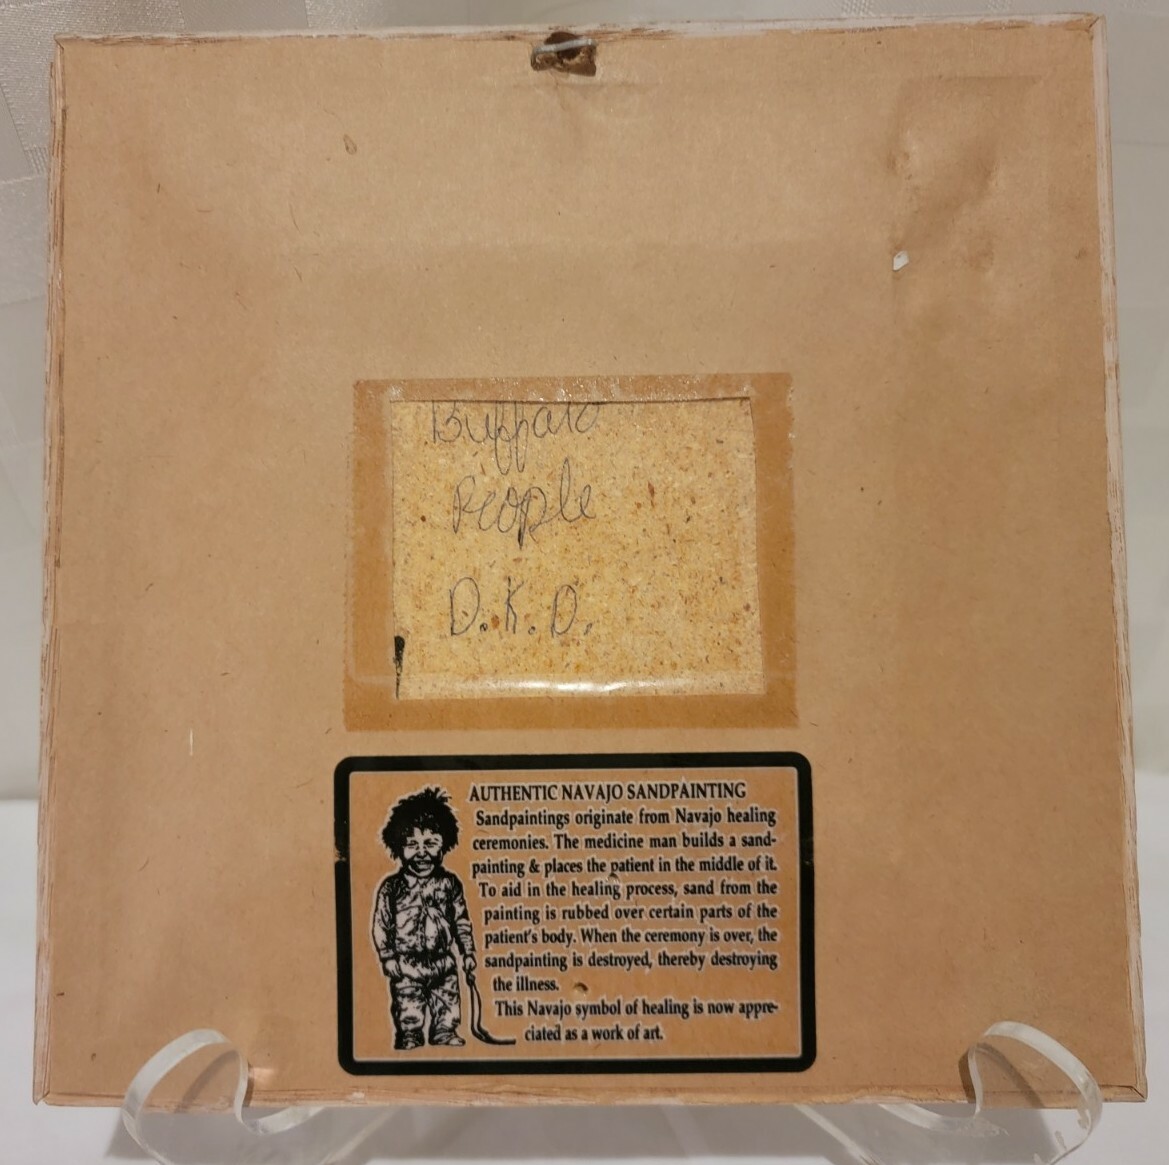 Buffalo
People
D.K.D.
AUTHENTIC NAVAJO SANDPAINTING
Sandpaintings originate from Navajo healing
ceremonies. The medicine man builds a sand-
painting & places the patient in the middle of it.
To aid in the healing process, sand from the
painting is rubbed over certain parts of the
patient's body. When the ceremony is over, the
sandpainting is destroyed, thereby destroying
the illness.
This Navajo symbol of healing is now appre-
ciated as a work of art.